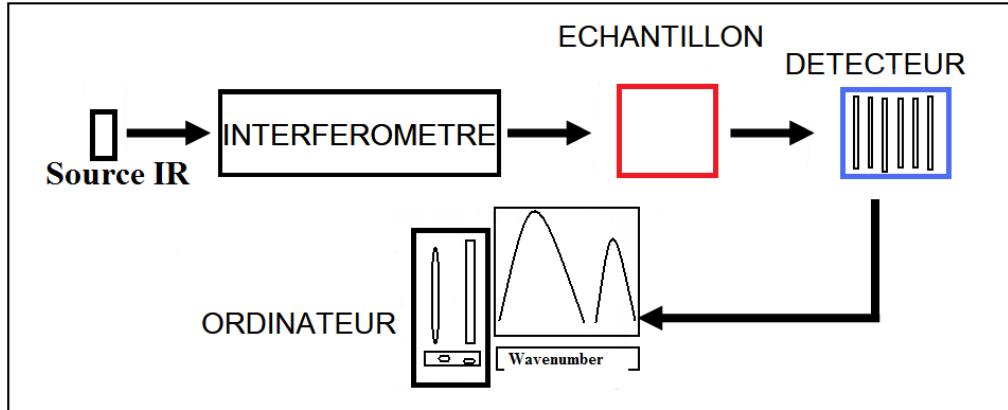 ECHANTILLON
DETECTEUR
INTERFEROMETRE
Source IR
ORDINATEUR
Wavenumber